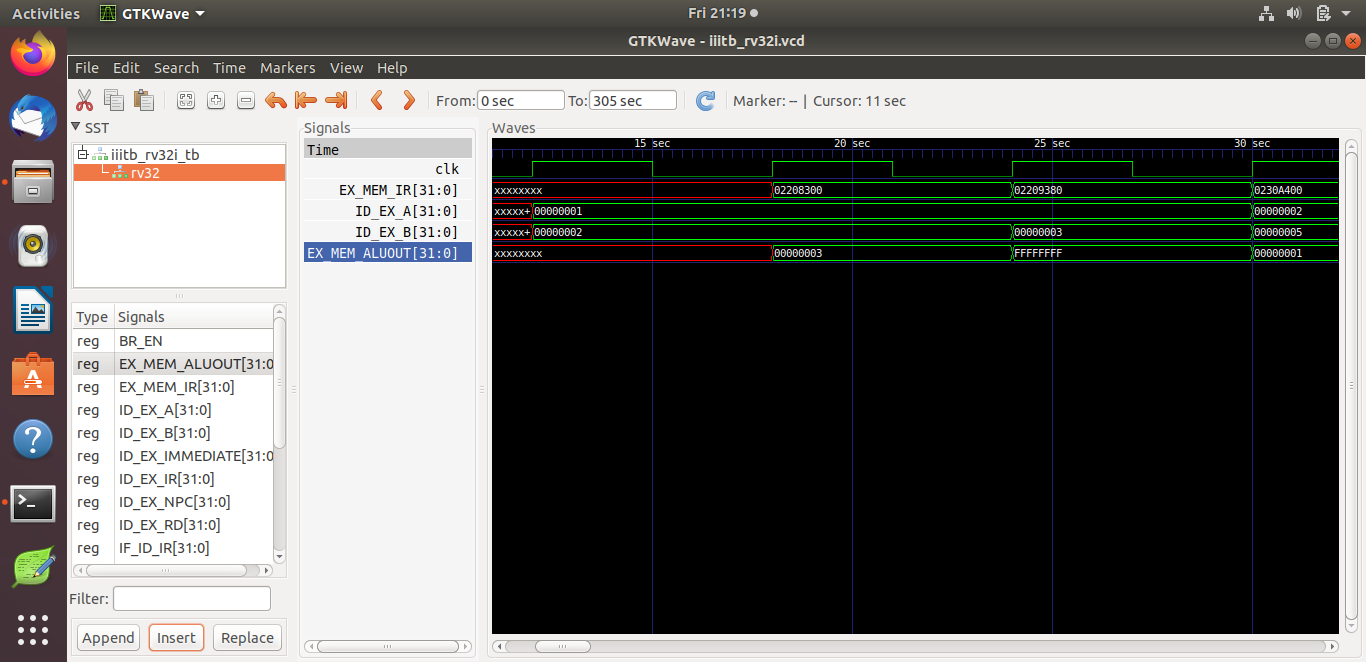 Activities GTKWave Fri 21:19
GTKWave - iiitb_rv32i.vcd
File Edit Search Time Markers View Help
From: 0 sec To: 305 sec Marker: -- | Cursor: 11 sec
SST
iiitb_rv32i_tb
rv32
Type Signals
reg BR_EN
reg EX_MEM_ALUOUT[31:0
reg EX_MEM_IR[31:0]
reg ID_EX_A[31:0]
reg ID_EX_B[31:0]
reg ID_EX_IMMEDIATE[31:0
reg ID_EX_IR[31:0]
reg ID_EX_NPC[31:0]
reg ID_EX_RD[31:0]
reg IF_ID_IR[31:0]
Filter:
Append Insert Replace
Signals
Time
clk
EX_MEM_IR[31:0]
ID_EX_A[31:0]
ID_EX_B[31:0]
EX_MEM_ALUOUT[31:0]
Waves
15 sec 20 sec 25 sec 30 sec
xxxxxxxx 02208300 02209380 0230A400
xxxxx+ 00000001 00000002
xxxxx+ 00000002 00000003 00000005
xxxxxxxx 00000003 FFFFFFFF 00000001